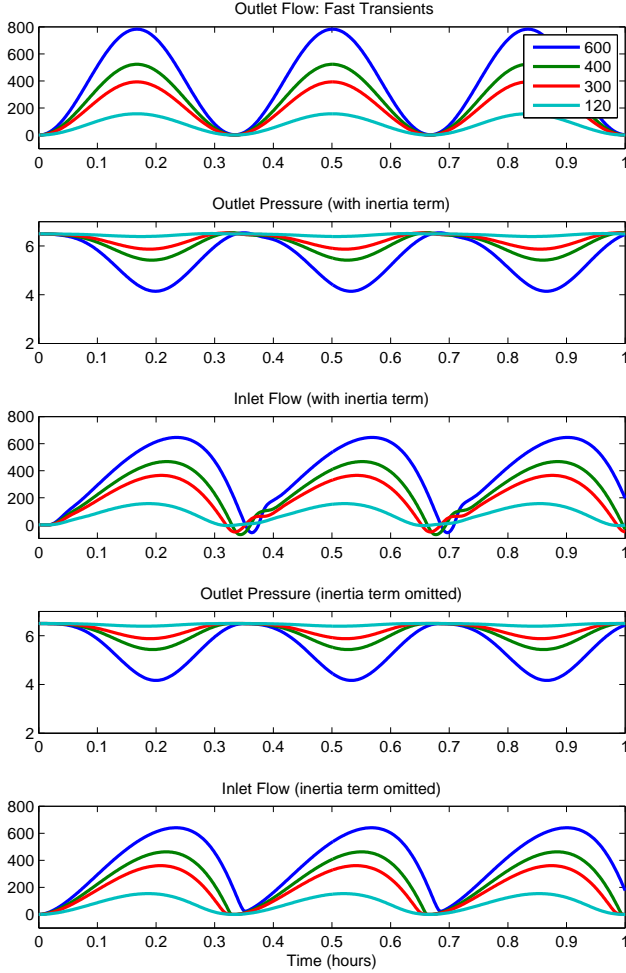 Outlet Flow: Fast Transients
800
600
400
200
0
600
400
300
120
0 0.1 0.2 0.3 0.4 0.5 0.6 0.7 0.8 0.9 1
Outlet Pressure (with inertia term)
6
4
2
0 0.1 0.2 0.3 0.4 0.5 0.6 0.7 0.8 0.9 1
Inlet Flow (with inertia term)
800
600
400
200
0
0 0.1 0.2 0.3 0.4 0.5 0.6 0.7 0.8 0.9 1
Outlet Pressure (inertia term omitted)
6
4
2
0 0.1 0.2 0.3 0.4 0.5 0.6 0.7 0.8 0.9 1
Inlet Flow (inertia term omitted)
800
600
400
200
0
0 0.1 0.2 0.3 0.4 0.5 0.6 0.7 0.8 0.9 1
Time (hours)